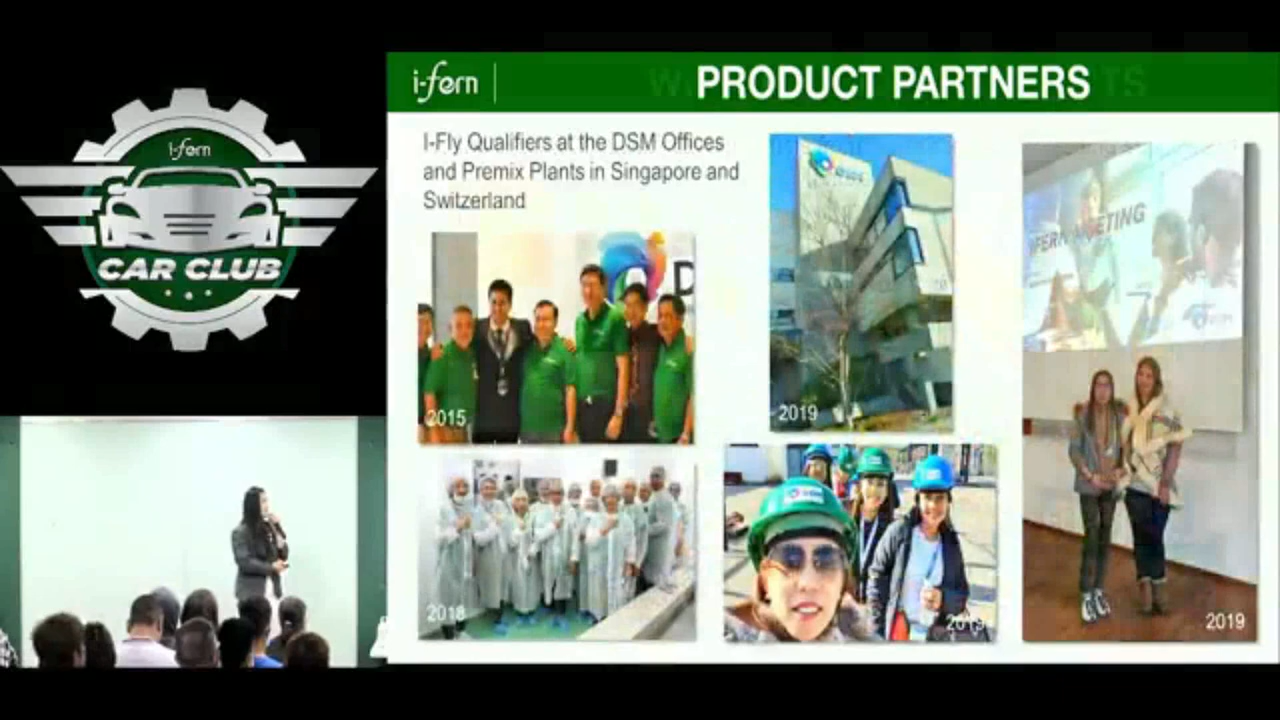 i-fern
CAR CLUB
i-fern
PRODUCT PARTNERS
I-Fly Qualifiers at the DSM Offices
and Premix Plants in Singapore and
Switzerland
2015
2018
2019
2019
MEETING
2019